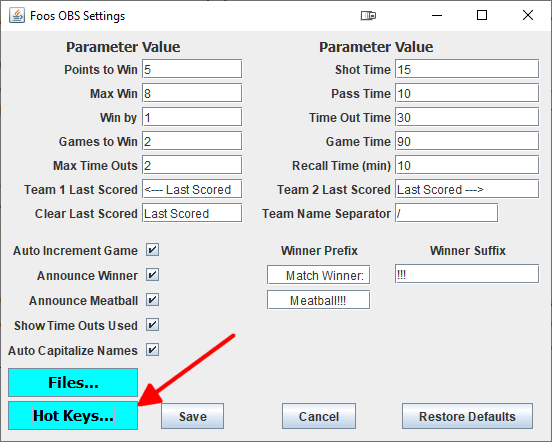 Foos OBS Settings
Parameter Value Parameter Value
Points to Win 5 Shot Time 15
Max Win 8 Pass Time 10
Win by 1 Time Out Time 30
Games to Win 2 Game Time 90
Max Time Outs 2 Recall Time (min) 10
Team 1 Last Scored <--- Last Scored Team 2 Last Scored Last Scored --->
Clear Last Scored Last Scored Team Name Separator /
Auto Increment Game Winner Prefix Winner Suffix
Announce Winner Match Winner: !!!
Announce Meatball Meatball!!!
Show Time Outs Used
Auto Capitalize Names
Files...
Hot Keys... Save Cancel Restore Defaults